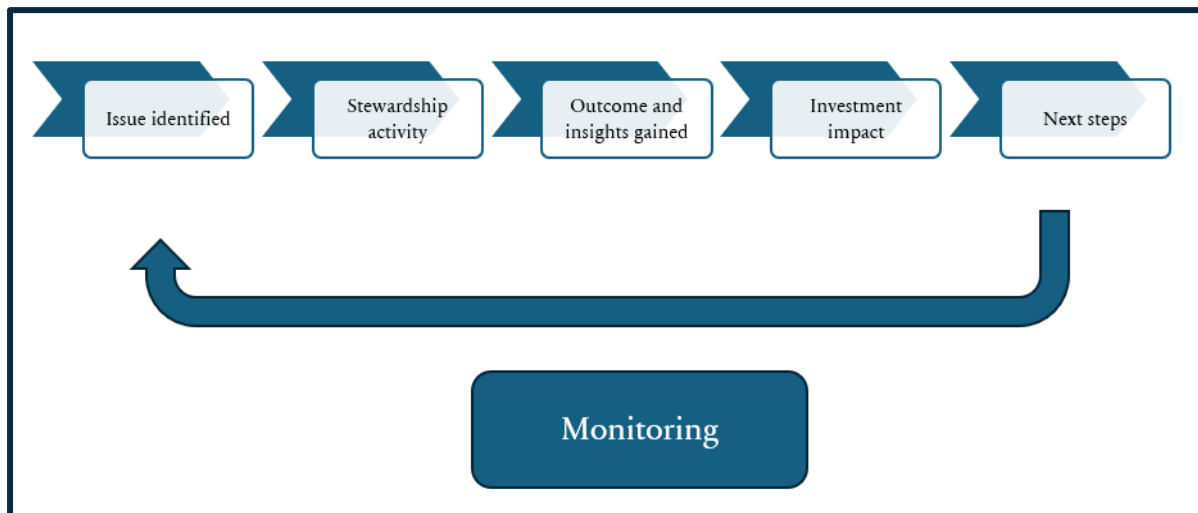 Issue identified
Stewardship
activity
Outcome and
insights gained
Investment
impact
Next steps
Monitoring